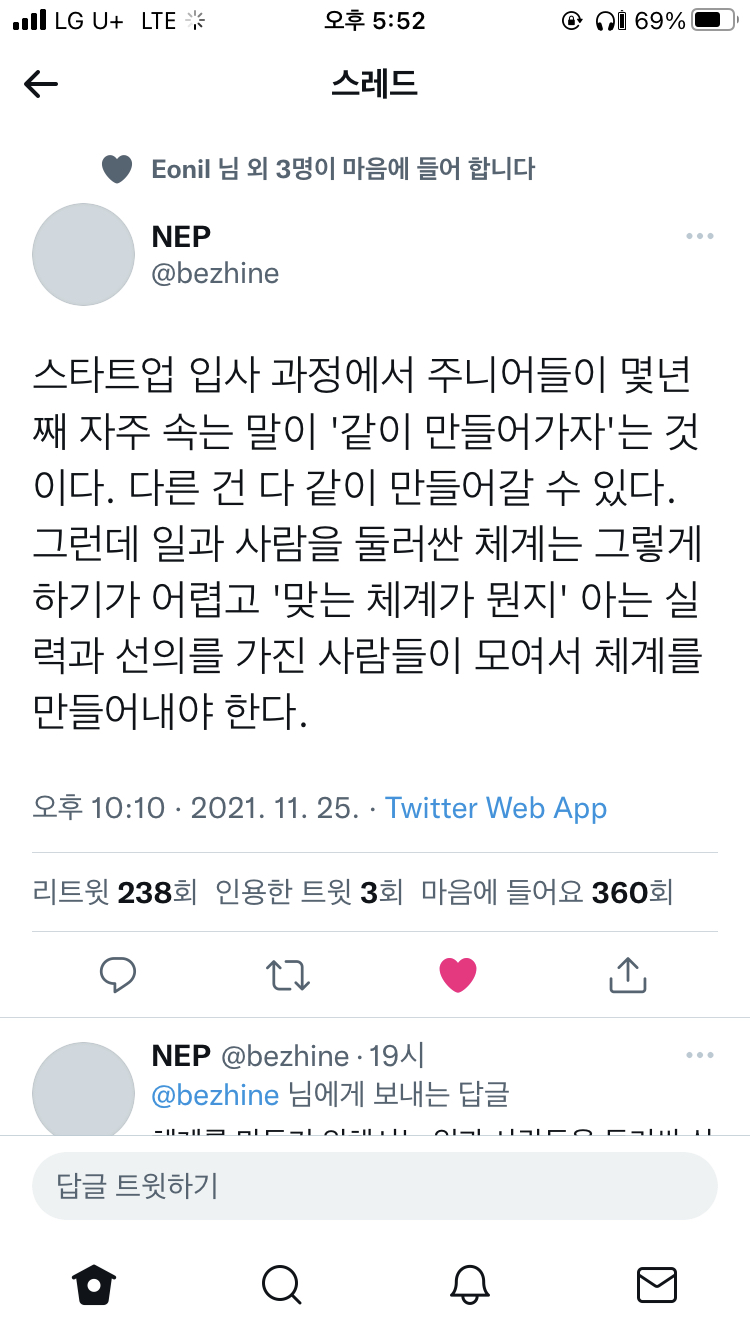 LG U+ LTE 오후 5:52 69%
스레드
Eonil 님 외 3명이 마음에 들어 합니다
NEP
@bezhine
스타트업 입사 과정에서 주니어들이 몇년
째 자주 속는 말이 '같이 만들어가자'는 것
이다. 다른 건 다 같이 만들어갈 수 있다.
그런데 일과 사람을 둘러싼 체계는 그렇게
하기가 어렵고 '맞는 체계가 뭔지' 아는 실
력과 선의를 가진 사람들이 모여서 체계를
만들어내야 한다.
오후 10:10 · 2021. 11. 25. · Twitter Web App
리트윗 238회 인용한 트윗 3회 마음에 들어요 360회
NEP @bezhine · 19시
@bezhine 님에게 보내는 답글
답글 트윗하기